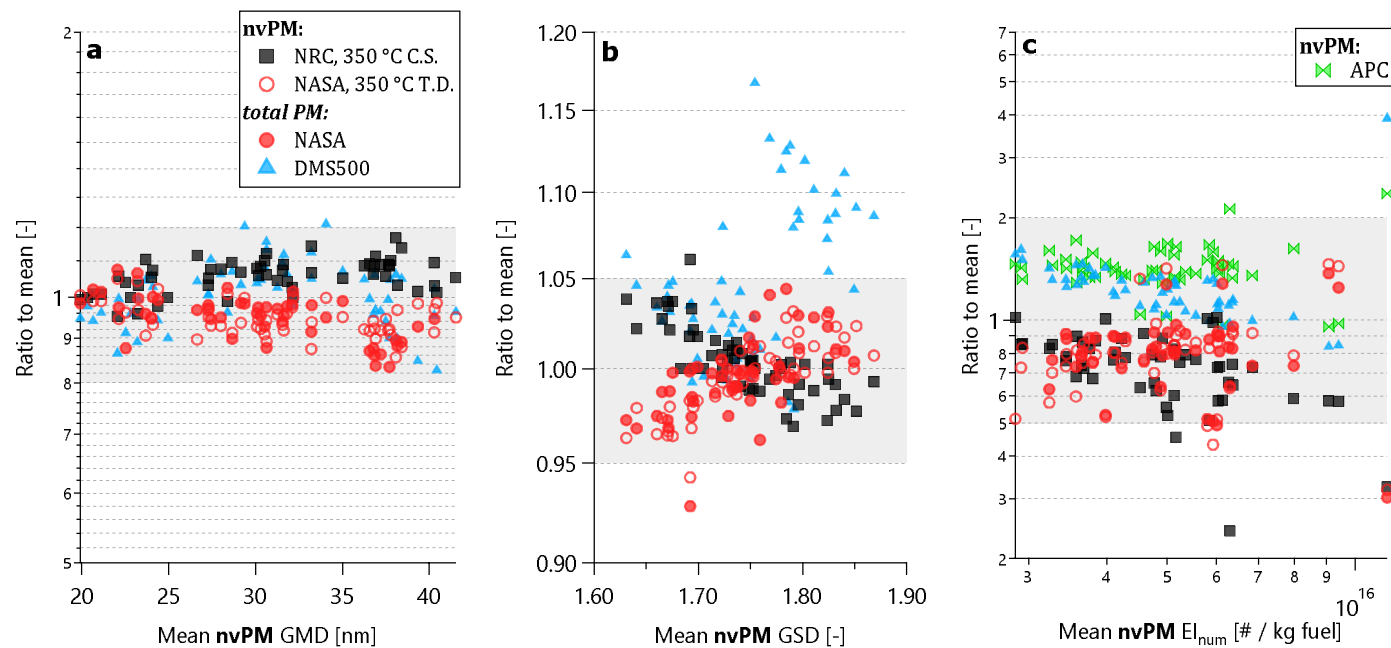 a
nvPM:
NRC, 350 °C C.S.
NASA, 350 °C T.D.
total PM:
NASA
DMS500
2
1
9
8
7
6
5
20
25
30
35
40
Ratio to mean [-]
Mean nvPM GMD [nm]
b
1.20
1.15
1.10
1.05
1.00
0.95
0.90
1.60
1.70
1.80
1.90
Ratio to mean [-]
Mean nvPM GSD [-]
c
nvPM:
APC
7
6
5
4
3
2
1
9
8
7
6
5
4
3
2
3
4
5
6
7
8
9
10^16
Ratio to mean [-]
Mean nvPM EI_num [# / kg fuel]